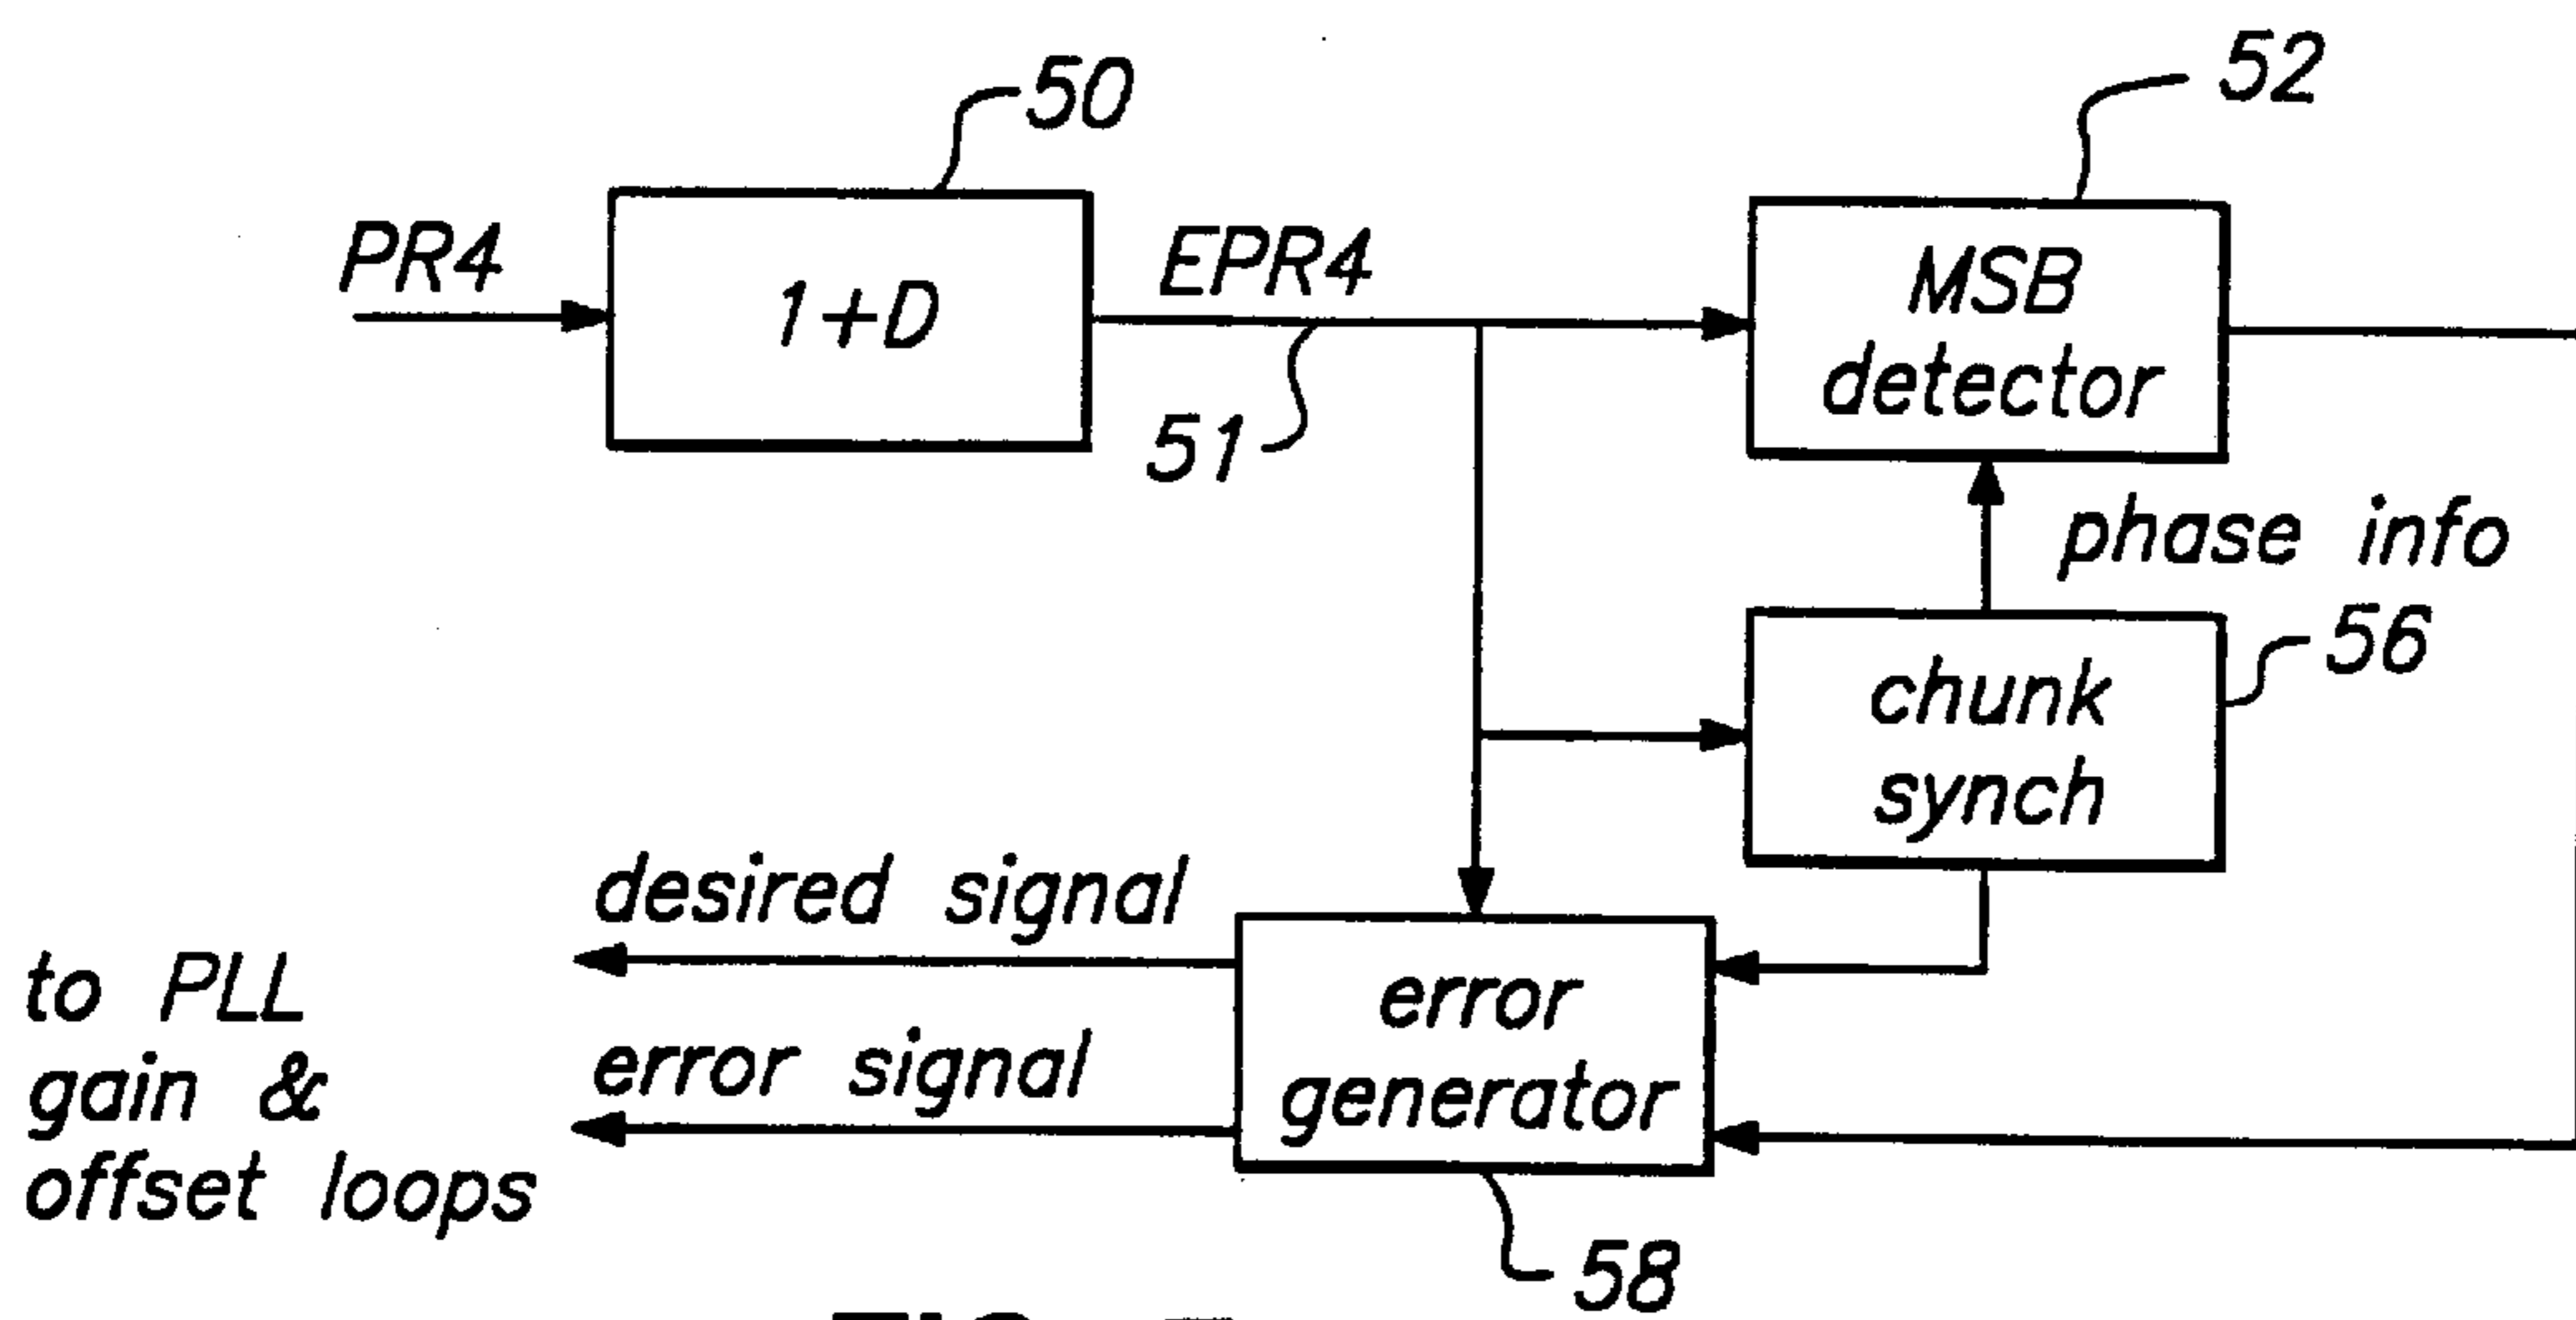 50
52
PR4
1+D
EPR4
51
MSB
detector
phase info
56
chunk
synch
desired signal
error signal
to PLL
gain &
offset loops
error
generator
58